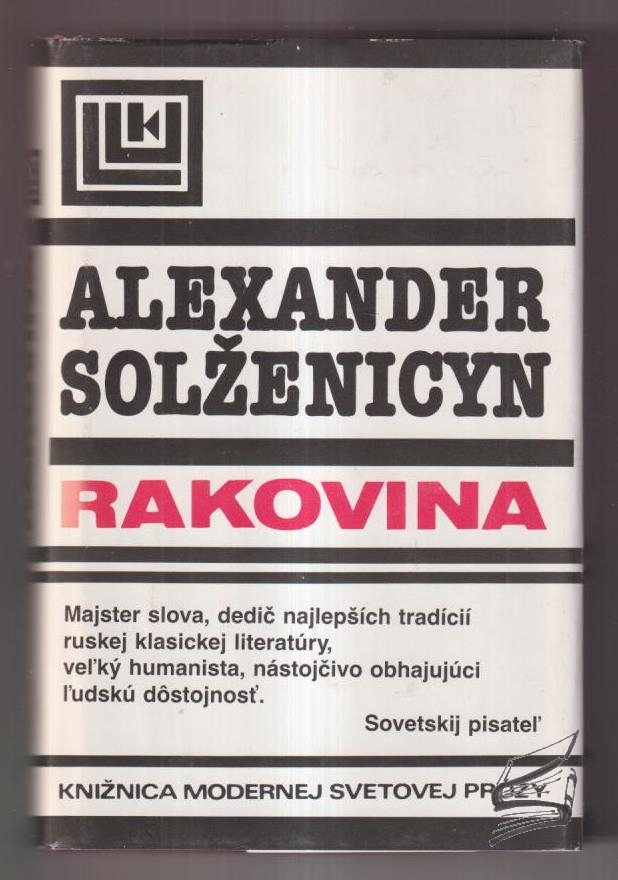 ALEXANDER
SOLŽENICYN
RAKOVINA
Majster slova, dedič najlepších tradícií
ruskej klasickej literatúry,
veľký humanista, nástojčivo obhajujúci
ľudskú dôstojnosť.
Sovetskij pisateľ
KNIŽNICA MODERNEJ SVETOVEJ PRÓZY